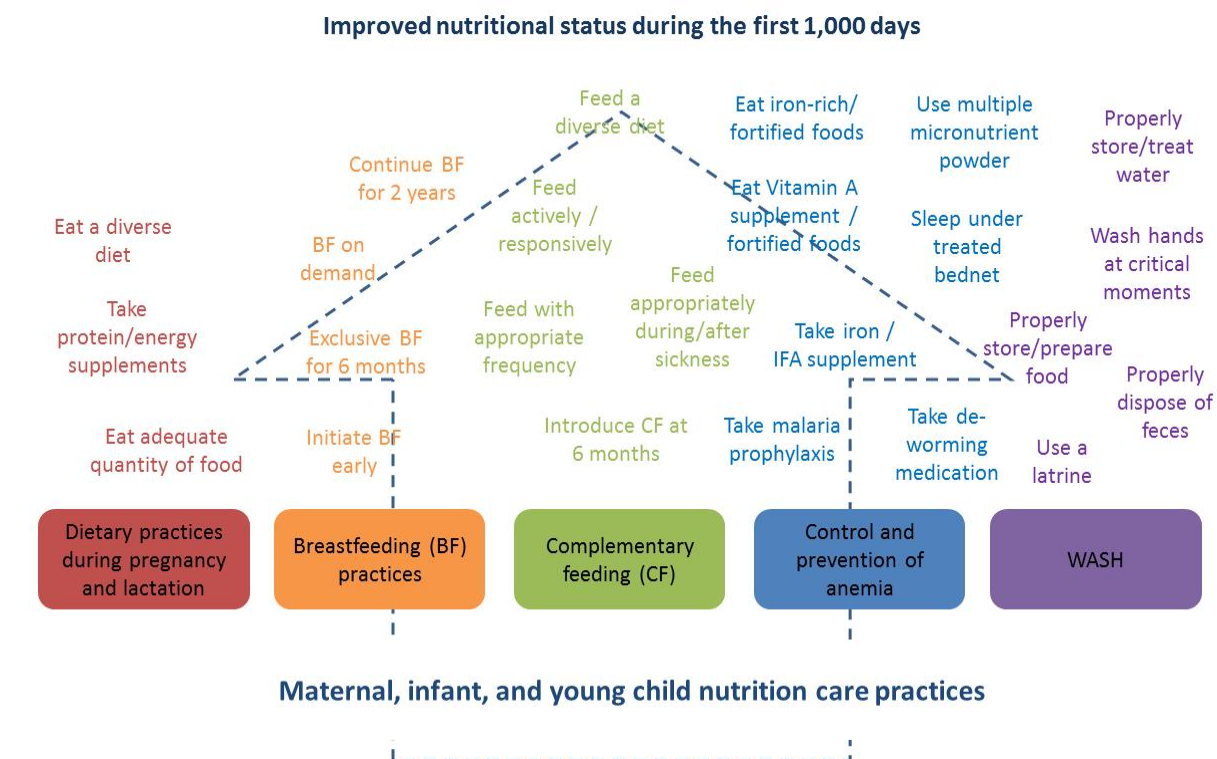 Improved nutritional status during the first 1,000 days
Eat a diverse
diet
Take
protein/energy
supplements
Eat adequate
quantity of food
Continue BF
for 2 years
BF on
demand
Exclusive BF
for 6 months
Initiate BF
early
Feed a
diverse diet
Feed
actively /
responsively
Feed with
appropriate
frequency
Feed
appropriately
during/after
sickness
Introduce CF at
6 months
Eat iron-rich/
fortified foods
Eat Vitamin A
supplement /
fortified foods
Take iron /
IFA supplement
Take malaria
prophylaxis
Use multiple
micronutrient
powder
Sleep under
treated
bednet
Take de-
worming
medication
Properly
store/treat
water
Wash hands
at critical
moments
Properly
store/prepare
food
Properly
dispose of
feces
Use a
latrine
Dietary practices
during pregnancy
and lactation
Breastfeeding (BF)
practices
Complementary
feeding (CF)
Control and
prevention of
anemia
WASH
Maternal, infant, and young child nutrition care practices